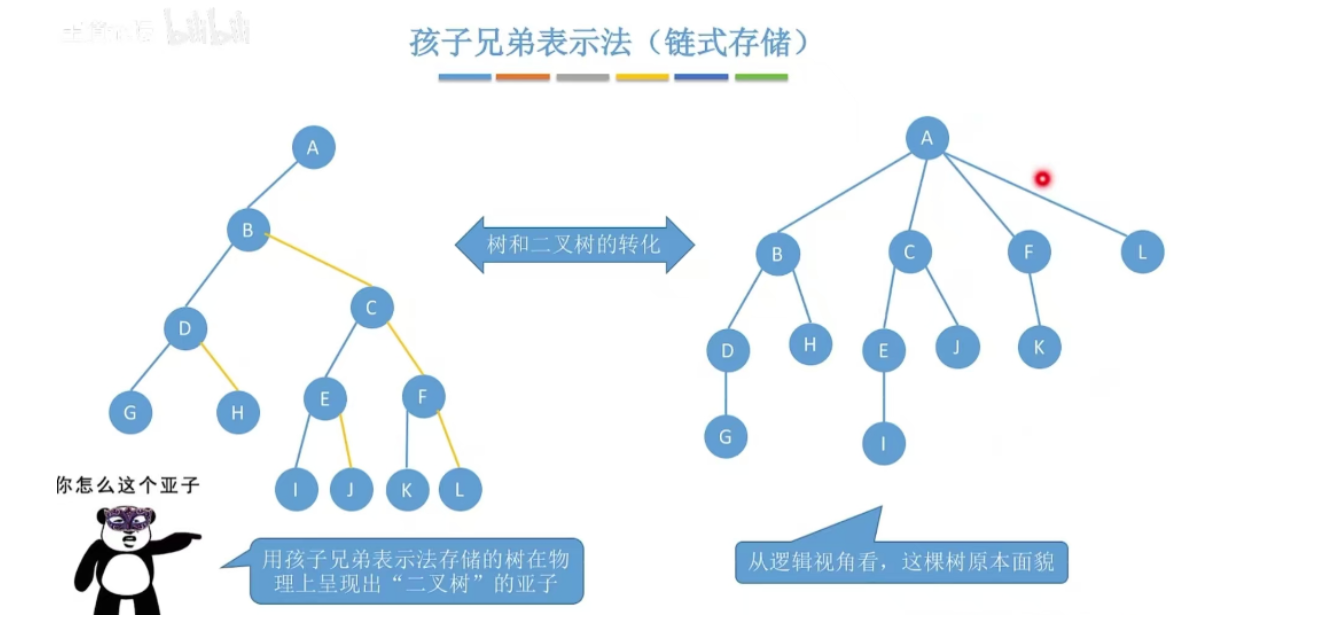 bilibili
孩子兄弟表示法（链式存储）
A
B
C
D
E
F
G
H
I
J
K
L
树和二叉树的转化
A
B
C
F
L
D
H
E
J
K
G
I
你怎么这个亚子
用孩子兄弟表示法存储的树在物
理上呈现出“二叉树”的亚子
从逻辑视角看，这棵树原本面貌